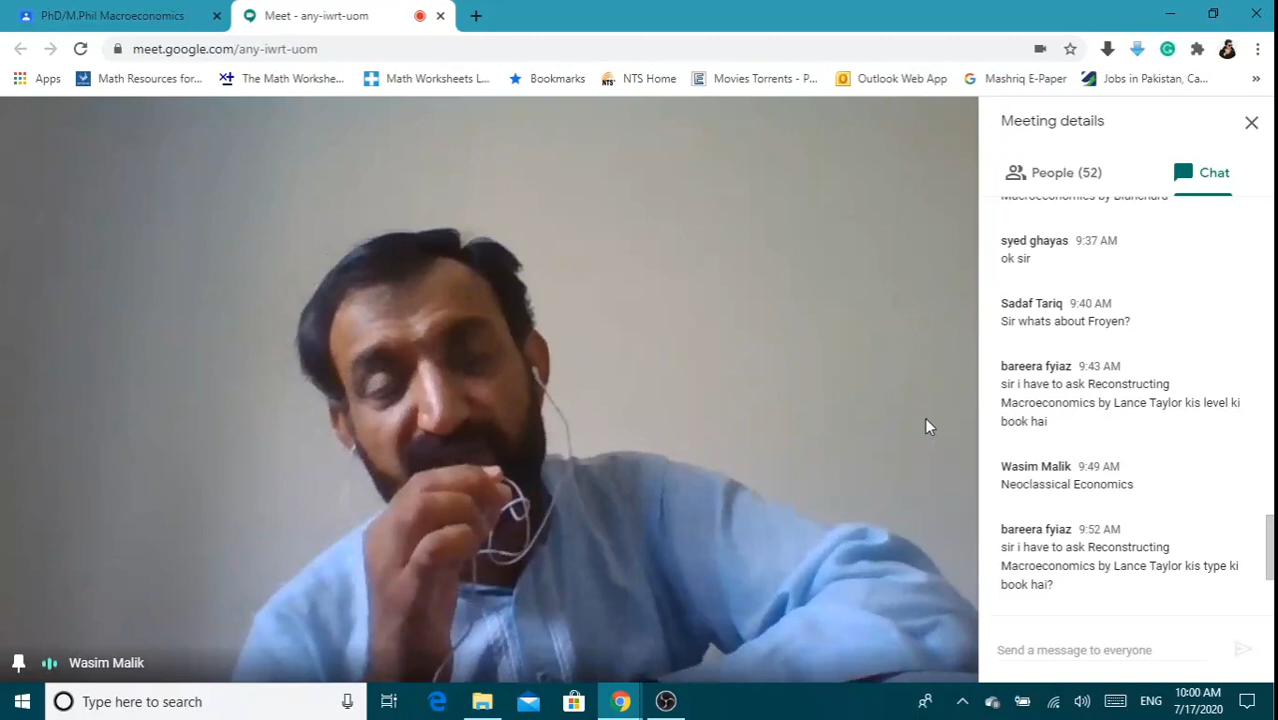 PhD/M.Phil Macroeconomics
Meet - any-iwrt-uom
meet.google.com/any-iwrt-uom
Apps
Math Resources for...
The Math Workshe...
Math Worksheets L...
Bookmarks
NTS Home
Movies Torrents - P...
Outlook Web App
Mashriq E-Paper
Jobs in Pakistan, Ca...
Meeting details
People (52)
Chat
Macroeconomics by Blanchard
syed ghayas 9:37 AM
ok sir
Sadaf Tariq 9:40 AM
Sir whats about Froyen?
bareera fyiaz 9:43 AM
sir i have to ask Reconstructing
Macroeconomics by Lance Taylor kis level ki
book hai
Wasim Malik 9:49 AM
Neoclassical Economics
bareera fyiaz 9:52 AM
sir i have to ask Reconstructing
Macroeconomics by Lance Taylor kis type ki
book hai?
Send a message to everyone
Wasim Malik
Type here to search
ENG
10:00 AM
7/17/2020